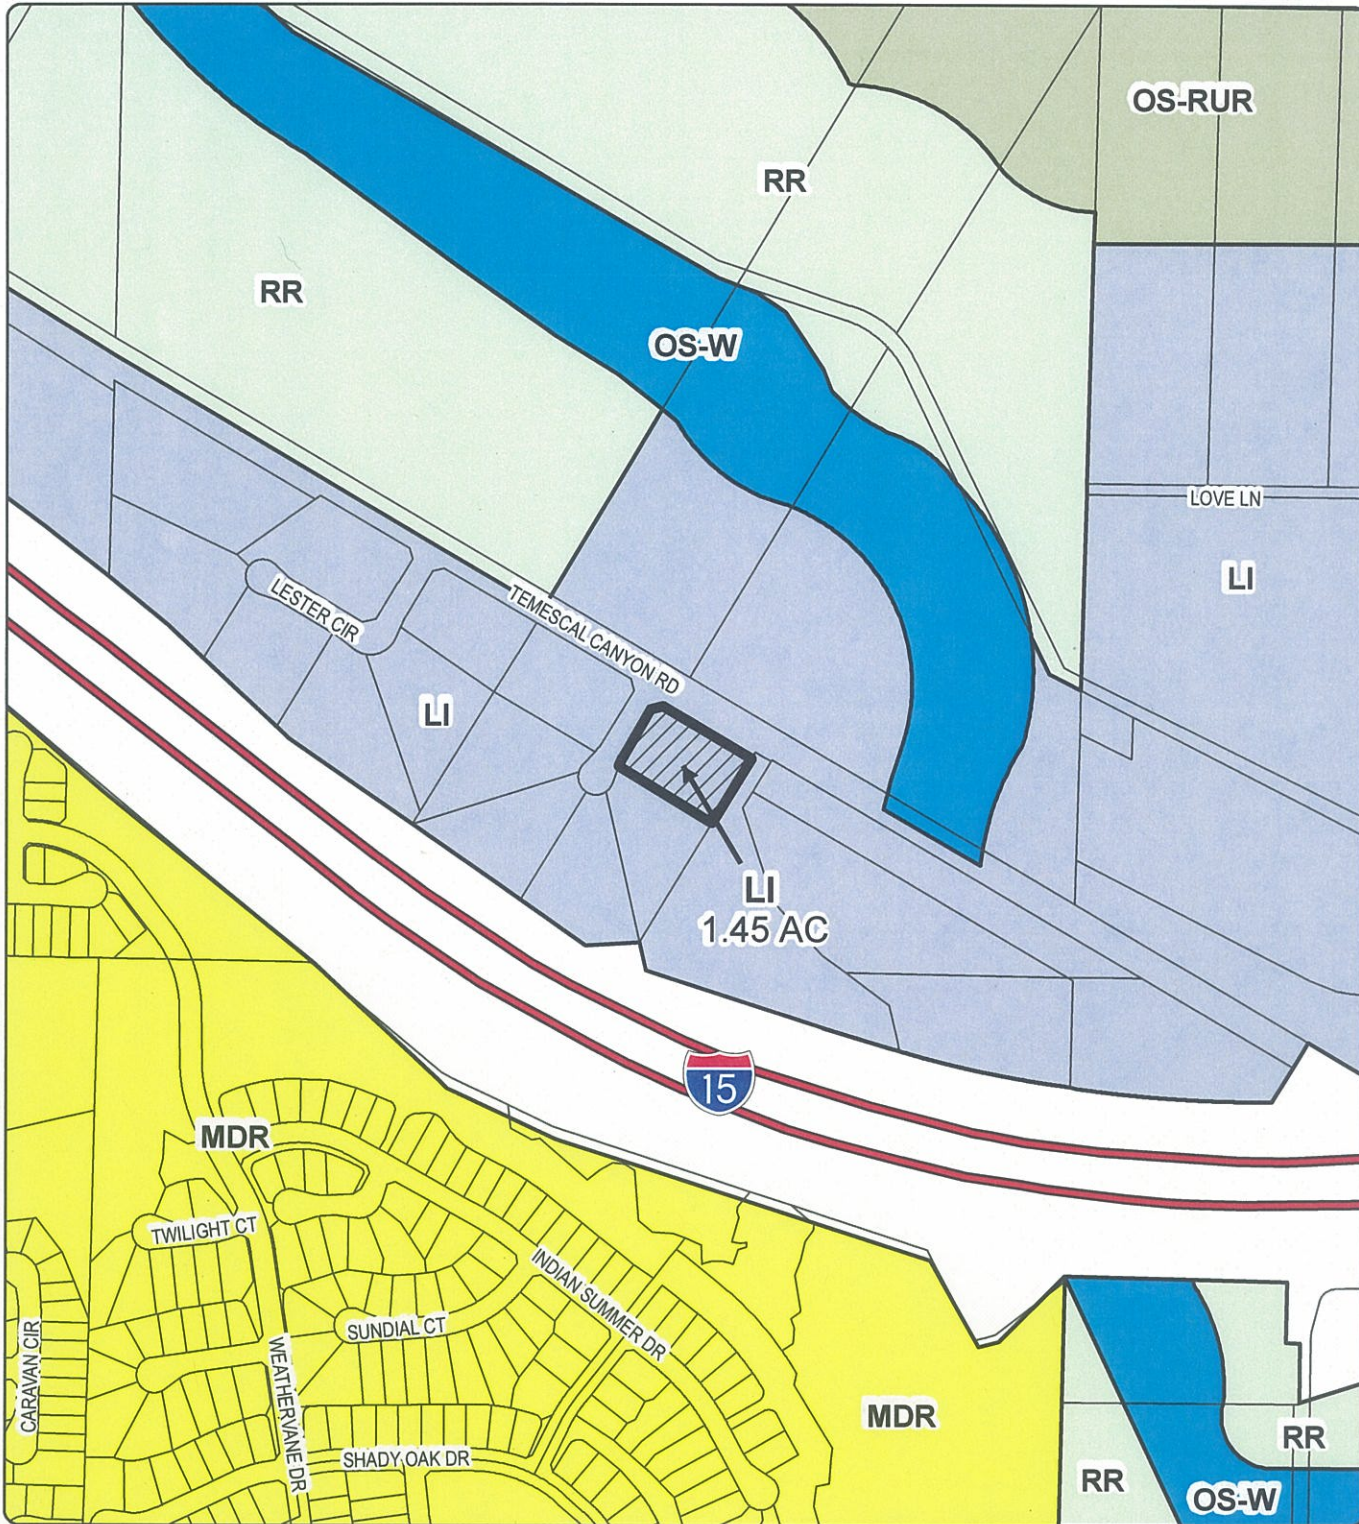 OS-RUR
RR
RR
OS-W
LOVE LN
LI
LESTER CIR
TEMESCAL CANYON RD
LI
LI
1.45 AC
15
MDR
TWILIGHT CT
INDIAN SUMMER DR
SUNDIAL CT
CARAVAN CIR
WEATHERVANE DR
MDR
SHADY OAK DR
RR
RR
OS-W